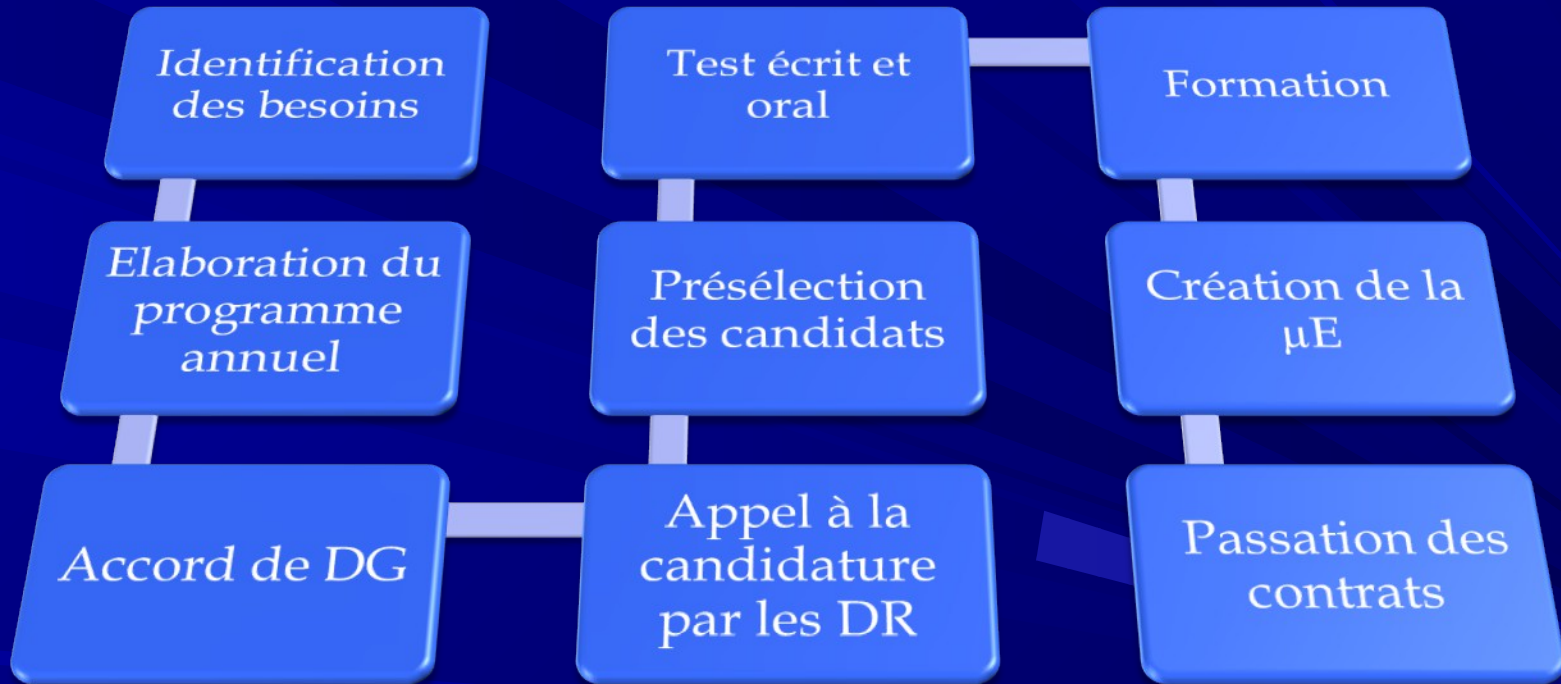 Identification
des besoins
Elaboration du
programme
annuel
Accord de DG
Appel à la
candidature
par les DR
Présélection
des candidats
Test écrit et
oral
Formation
Création de la
µE
Passation des
contrats